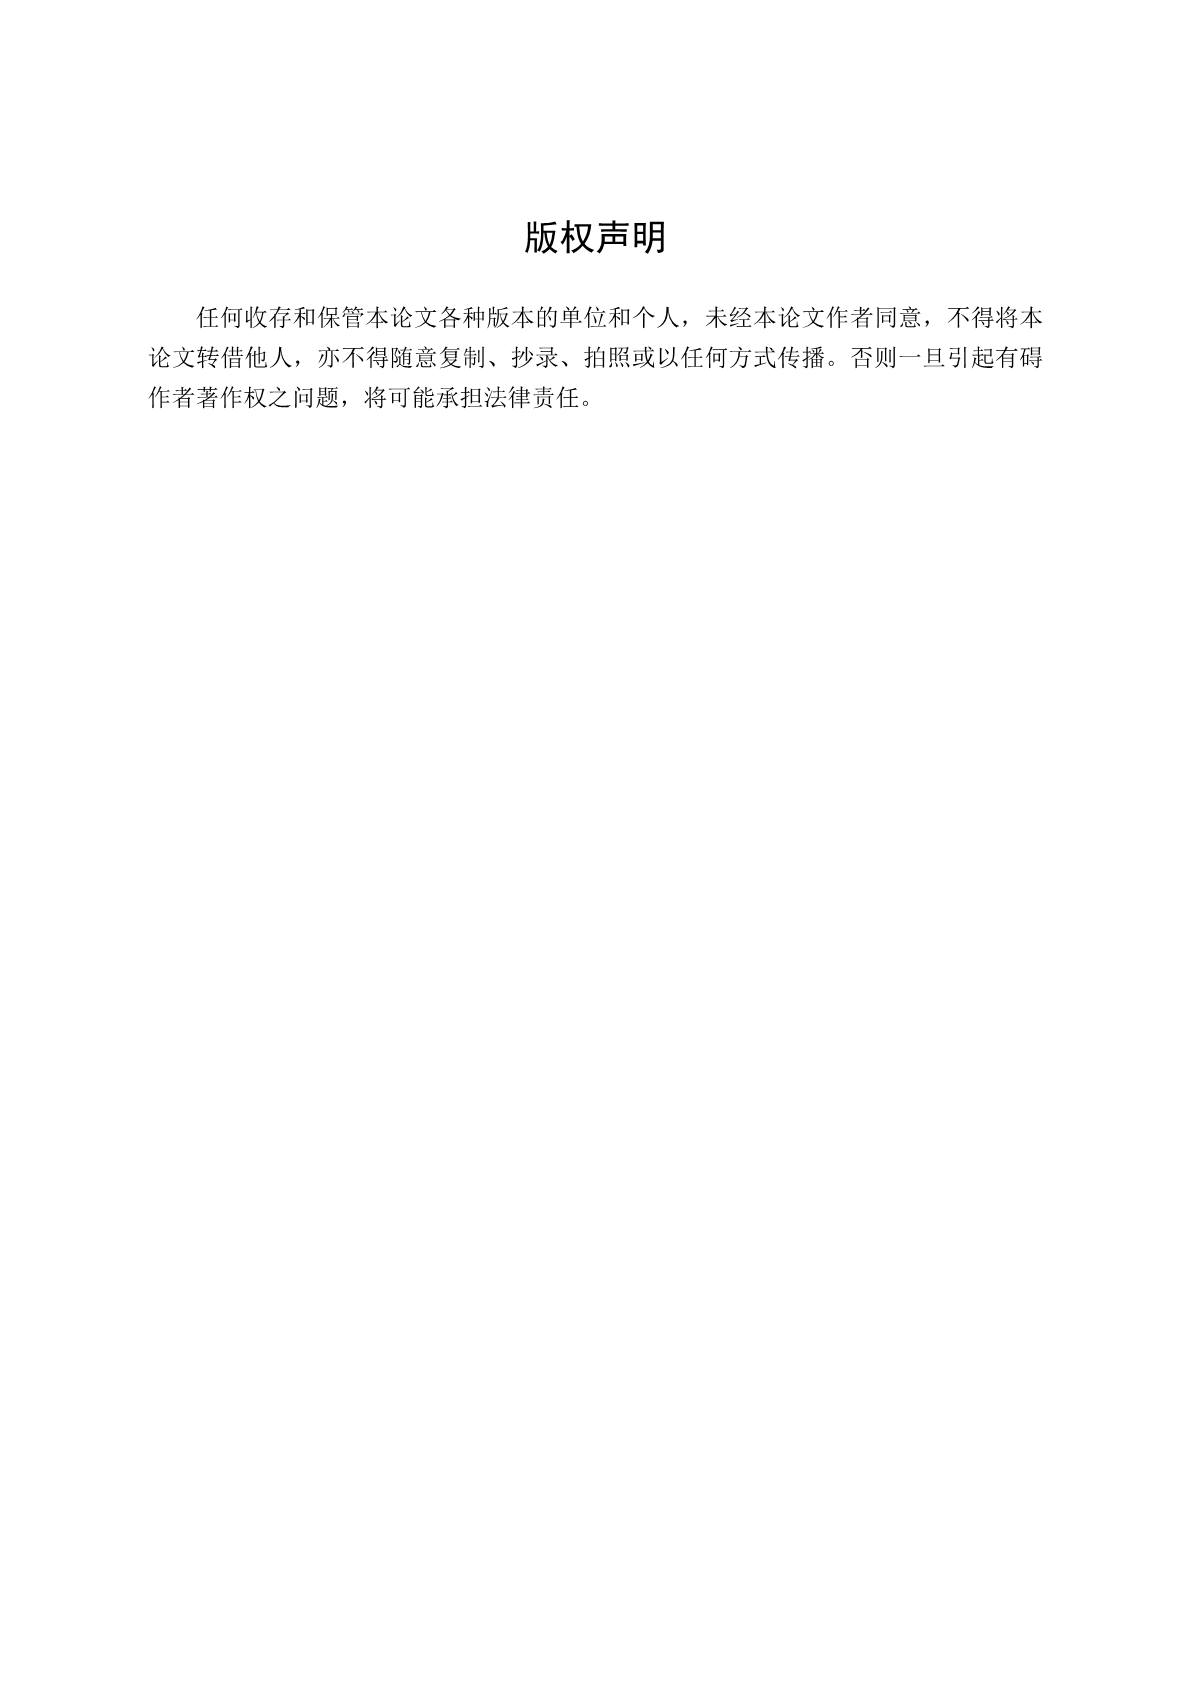 版权声明
任何收存和保管本论文各种版本的单位和个人，未经本论文作者同意，不得将本
论文转借他人，亦不得随意复制、抄录、拍照或以任何方式传播。否则一旦引起有碍
作者著作权之问题，将可能承担法律责任。